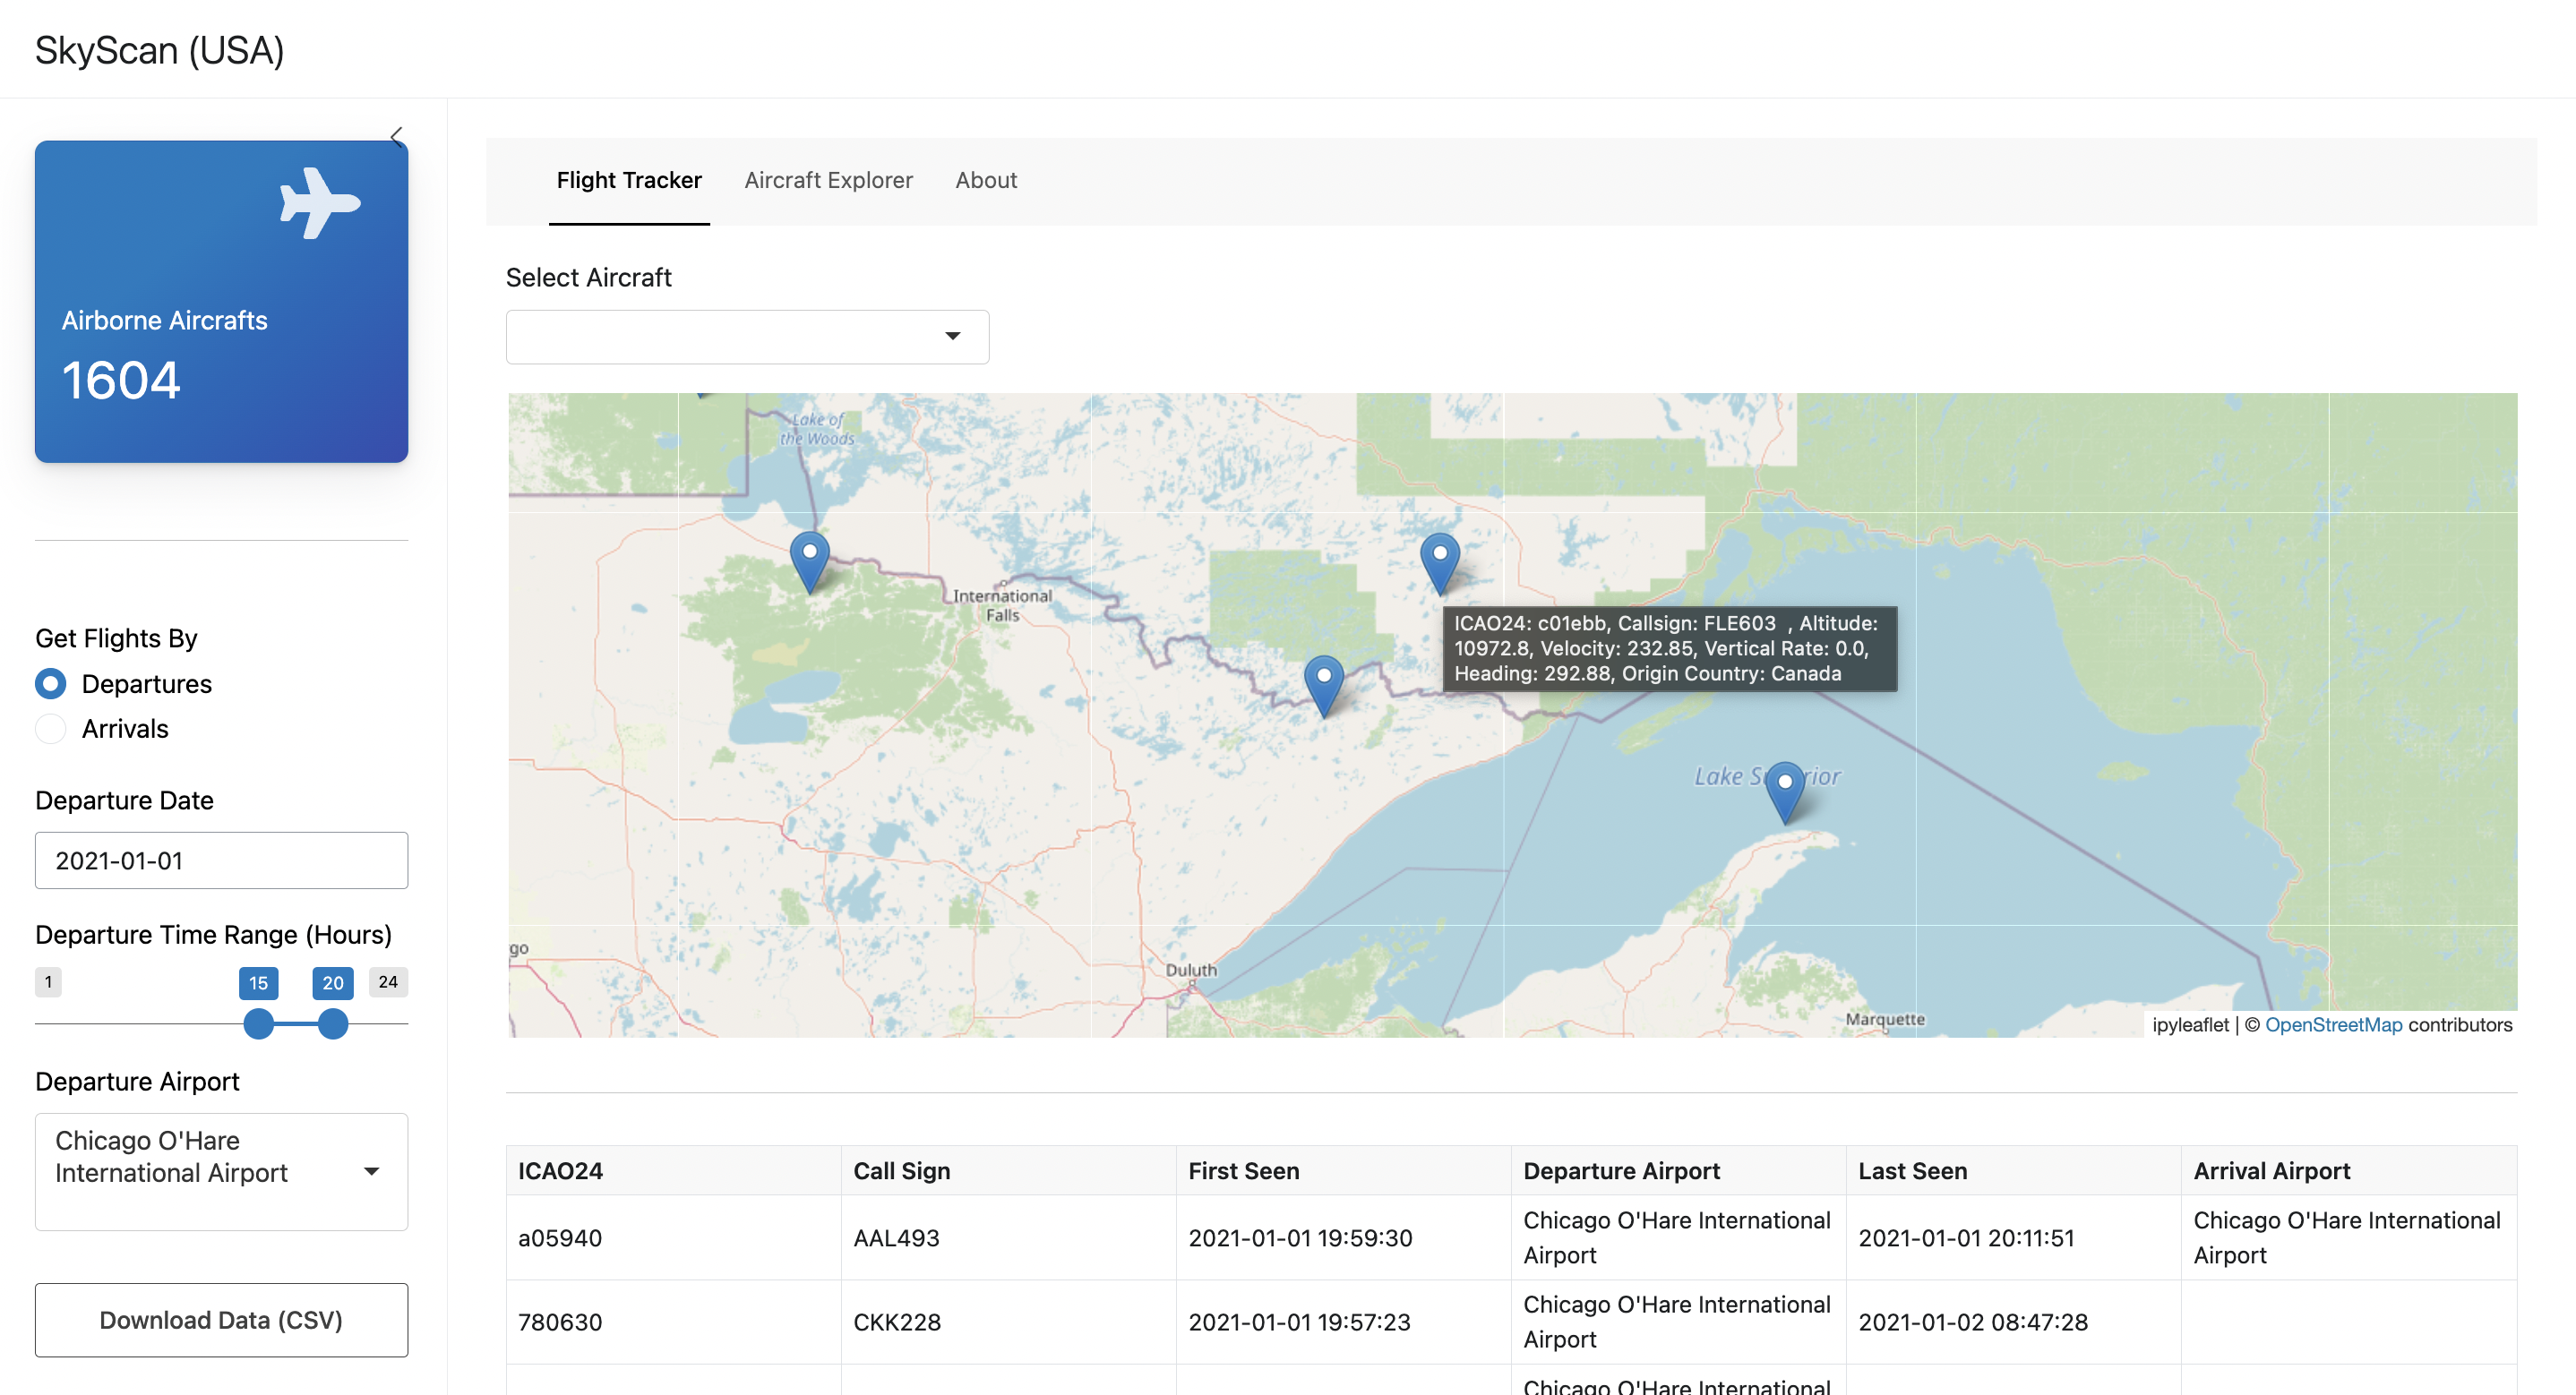 SkyScan (USA)
Airborne Aircrafts
1604
Get Flights By
Departures
Arrivals
Departure Date
2021-01-01
Departure Time Range (Hours)
1 15 20 24
Departure Airport
Chicago O'Hare
International Airport
Download Data (CSV)
Flight Tracker Aircraft Explorer About
Select Aircraft
Lake of
the Woods
International
Falls
ICAO24: c01ebb, Callsign: FLE603 , Altitude:
10972.8, Velocity: 232.85, Vertical Rate: 0.0,
Heading: 292.88, Origin Country: Canada
Lake S rior
go
Duluth
Marquette
ipyleaflet | © OpenStreetMap contributors
ICAO24 Call Sign First Seen Departure Airport Last Seen Arrival Airport
a05940 AAL493 2021-01-01 19:59:30 Chicago O'Hare International Airport 2021-01-01 20:11:51 Chicago O'Hare International Airport
780630 CKK228 2021-01-01 19:57:23 Chicago O'Hare International Airport 2021-01-02 08:47:28
Chicago O'Hare International